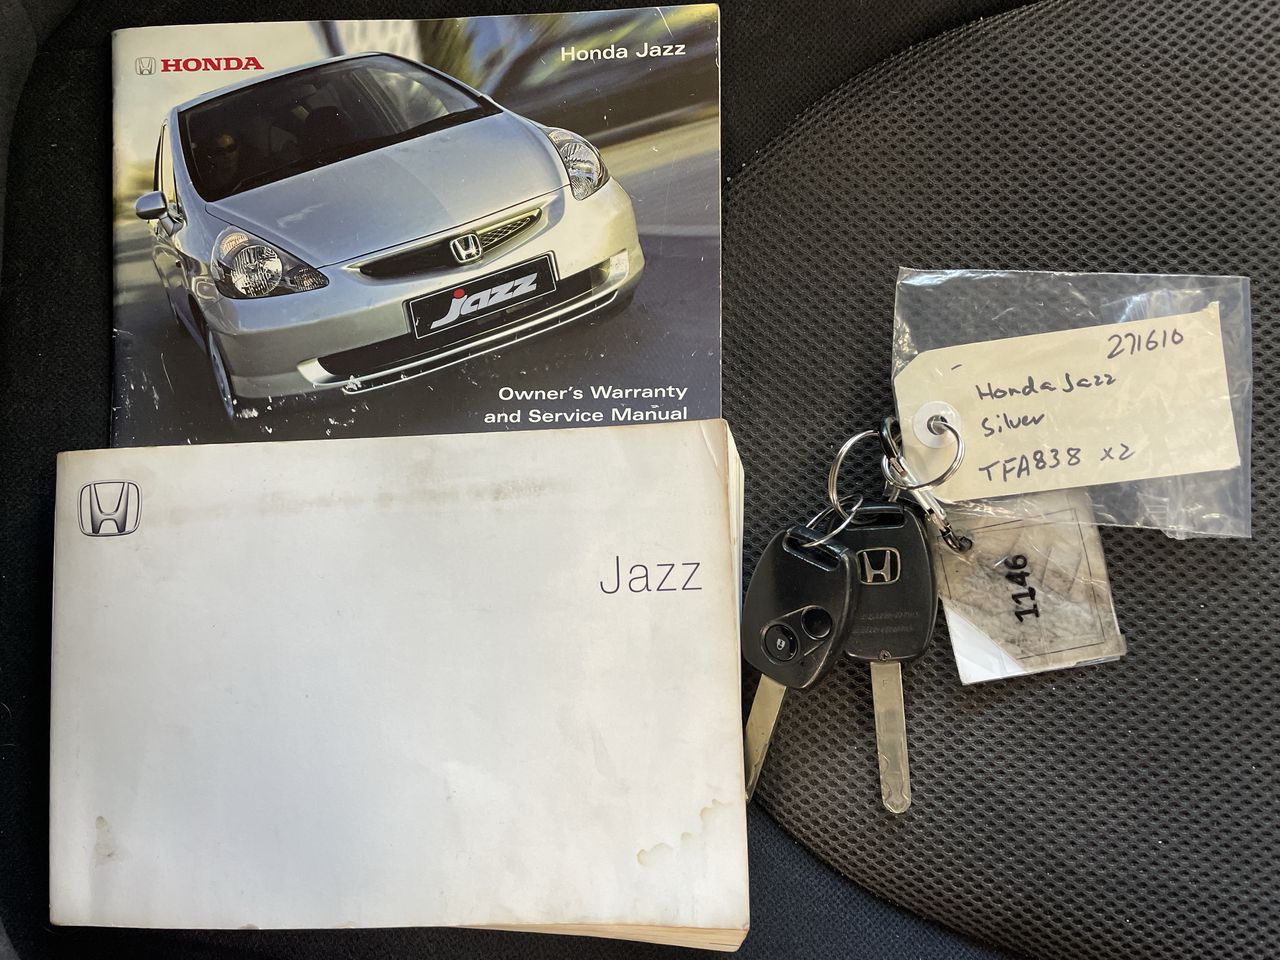 HONDA
Honda Jazz
Jazz
Owner's Warranty
and Service Manual
Jazz
271610
Honda Jazz
Silver
TFA838 x2
1146